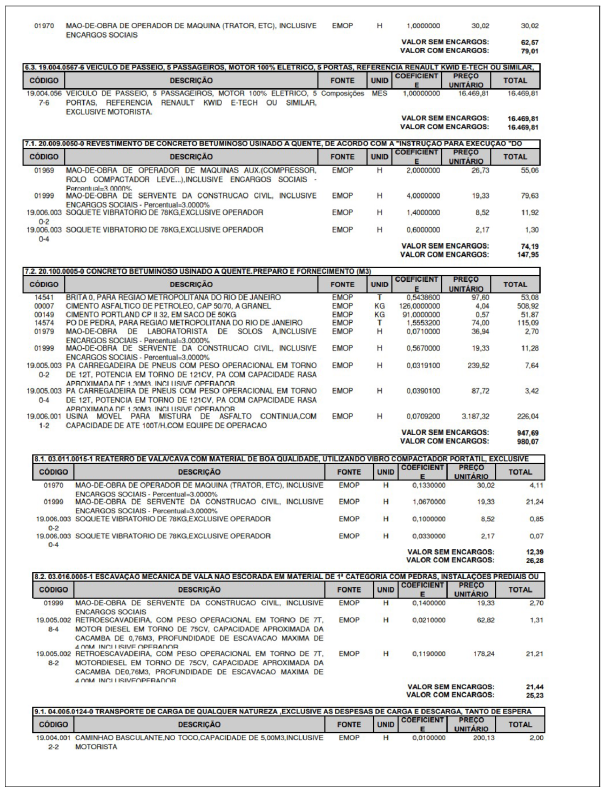 01970 MAO-DE-OBRA DE OPERADOR DE MAQUINA (TRATOR, ETC), INCLUSIVE EMOP H 1,0000000 30,02 30,02
ENCARGOS SOCIAIS
VALOR SEM ENCARGOS: 62,57
VALOR COM ENCARGOS: 79,01
6.3. 19.004.0567-6 VEICULO DE PASSEIO, 5 PASSAGEIROS, MOTOR 100% ELETRICO, 5 PORTAS, REFERENCIA RENAULT KWID E-TECH OU SIMILAR,
CÓDIGO DESCRIÇÃO FONTE UNID COEFICIENT E PREÇO UNITÁRIO TOTAL
19.004.056 VEICULO DE PASSEIO, 5 PASSAGEIROS, MOTOR 100% ELETRICO, 5 Composições MES 1,00000000 16.469,81 16.469,81
7-6 PORTAS, REFERENCIA RENAULT KWID E-TECH OU SIMILAR,
EXCLUSIVE MOTORISTA.
VALOR SEM ENCARGOS: 16.469,81
VALOR COM ENCARGOS: 16.469,81
7.1. 20.009.0050-0 REVESTIMENTO DE CONCRETO BETUMINOSO USINADO A QUENTE, DE ACORDO COM A "INSTRUÇAO PARA EXECUÇAO "DO
CÓDIGO DESCRIÇÃO FONTE UNID COEFICIENT E PREÇO UNITÁRIO TOTAL
01969 MAO-DE-OBRA DE OPERADOR DE MAQUINAS AUX.(COMPRESSOR, EMOP H 2,0000000 26,73 55,06
ROLO COMPACTADOR LEVE...),INCLUSIVE ENCARGOS SOCIAIS -
Percentual=3.0000%
01999 MAO-DE-OBRA DE SERVENTE DA CONSTRUCAO CIVIL, INCLUSIVE EMOP H 4,0000000 19,33 79,63
ENCARGOS SOCIAIS - Percentual=3.0000%
19.006.003 SOQUETE VIBRATORIO DE 78KG,EXCLUSIVE OPERADOR EMOP H 1,4000000 8,52 11,92
0-2
19.006.003 SOQUETE VIBRATORIO DE 78KG,EXCLUSIVE OPERADOR EMOP H 0,6000000 2,17 1,30
0-4
VALOR SEM ENCARGOS: 74,19
VALOR COM ENCARGOS: 147,95
7.2. 20.100.0005-0 CONCRETO BETUMINOSO USINADO A QUENTE.PREPARO E FORNECIMENTO (M3)
CÓDIGO DESCRIÇÃO FONTE UNID COEFICIENT E PREÇO UNITÁRIO TOTAL
14541 BRITA 0, PARA REGIAO METROPOLITANA DO RIO DE JANEIRO EMOP T 0,5438600 97,60 53,08
00007 CIMENTO ASFALTICO DE PETROLEO, CAP 50/70, A GRANEL EMOP KG 126,0000000 4,04 508,92
00149 CIMENTO PORTLAND CP II 32, EM SACO DE 50KG EMOP KG 91,0000000 0,57 51,87
14574 PO DE PEDRA, PARA REGIAO METROPOLITANA DO RIO DE JANEIRO EMOP T 1,5553200 74,00 115,09
01979 MAO-DE-OBRA DE LABORATORISTA DE SOLOS A,INCLUSIVE EMOP H 0,0710000 36,94 2,70
ENCARGOS SOCIAIS - Percentual=3.0000%
01999 MAO-DE-OBRA DE SERVENTE DA CONSTRUCAO CIVIL, INCLUSIVE EMOP H 0,5670000 19,33 11,28
ENCARGOS SOCIAIS - Percentual=3.0000%
19.005.003 PA CARREGADEIRA DE PNEUS COM PESO OPERACIONAL EM TORNO EMOP H 0,0319100 239,52 7,64
0-2 DE 12T, POTENCIA EM TORNO DE 121CV, PA COM CAPACIDADE RASA
APROXIMADA DE 1,30M3, INCLUSIVE OPERADOR
19.005.003 PA CARREGADEIRA DE PNEUS COM PESO OPERACIONAL EM TORNO EMOP H 0,0390100 87,72 3,42
0-4 DE 12T, POTENCIA EM TORNO DE 121CV, PA COM CAPACIDADE RASA
APROXIMADA DE 1,30M3, INCLUSIVE OPERADOR
19.006.001 USINA MOVEL PARA MISTURA DE ASFALTO CONTINUA,COM EMOP H 0,0709200 3.187,32 226,04
1-2 CAPACIDADE DE ATE 100T/H.COM EQUIPE DE OPERACAO
VALOR SEM ENCARGOS: 947,69
VALOR COM ENCARGOS: 980,07
8.1. 03.011.0015-1 REATERRO DE VALA/CAVA COM MATERIAL DE BOA QUALIDADE, UTILIZANDO VIBRO COMPACTADOR PORTATIL, EXCLUSIVE
CÓDIGO DESCRIÇÃO FONTE UNID COEFICIENT E PREÇO UNITÁRIO TOTAL
01970 MAO-DE-OBRA DE OPERADOR DE MAQUINA (TRATOR, ETC), INCLUSIVE EMOP H 0,1330000 30,02 4,11
ENCARGOS SOCIAIS - Percentual=3.0000%
01999 MAO-DE-OBRA DE SERVENTE DA CONSTRUCAO CIVIL, INCLUSIVE EMOP H 1,0670000 19,33 21,24
ENCARGOS SOCIAIS - Percentual=3.0000%
19.006.003 SOQUETE VIBRATORIO DE 78KG,EXCLUSIVE OPERADOR EMOP H 0,1000000 8,52 0,85
0-2
19.006.003 SOQUETE VIBRATORIO DE 78KG,EXCLUSIVE OPERADOR EMOP H 0,0330000 2,17 0,07
0-4
VALOR SEM ENCARGOS: 12,39
VALOR COM ENCARGOS: 26,28
8.2. 03.016.0005-1 ESCAVAÇAO MECANICA DE VALA NAO ESCORADA EM MATERIAL DE 1ª CATEGORIA COM PEDRAS, INSTALAÇOES PREDIAIS OU
CÓDIGO DESCRIÇÃO FONTE UNID COEFICIENT E PREÇO UNITÁRIO TOTAL
01999 MAO-DE-OBRA DE SERVENTE DA CONSTRUCAO CIVIL, INCLUSIVE EMOP H 0,1400000 19,33 2,70
ENCARGOS SOCIAIS
19.005.002 RETROESCAVADEIRA, COM PESO OPERACIONAL EM TORNO DE 7T, EMOP H 0,0210000 62,82 1,31
8-4 MOTOR DIESEL EM TORNO DE 75CV, CAPACIDADE APROXIMADA DA
CACAMBA DE 0,76M3, PROFUNDIDADE DE ESCAVACAO MAXIMA DE
4,00M, INCLUSIVE OPERADOR
19.005.002 RETROESCAVADEIRA, COM PESO OPERACIONAL EM TORNO DE 7T, EMOP H 0,1190000 178,24 21,21
8-2 MOTORDIESEL EM TORNO DE 75CV, CAPACIDADE APROXIMADA DA
CACAMBA DE0,76M3, PROFUNDIDADE DE ESCAVACAO MAXIMA DE
4,00M, INCLUSIVEOPERADOR
VALOR SEM ENCARGOS: 21,44
VALOR COM ENCARGOS: 25,23
9.1. 04.005.0124-0 TRANSPORTE DE CARGA DE QUALQUER NATUREZA ,EXCLUSIVE AS DESPESAS DE CARGA E DESCARGA, TANTO DE ESPERA
CÓDIGO DESCRIÇÃO FONTE UNID COEFICIENT E PREÇO UNITÁRIO TOTAL
19.004.001 CAMINHAO BASCULANTE,NO TOCO,CAPACIDADE DE 5,00M3,INCLUSIVE EMOP H 0,0100000 200,13 2,00
2-2 MOTORISTA